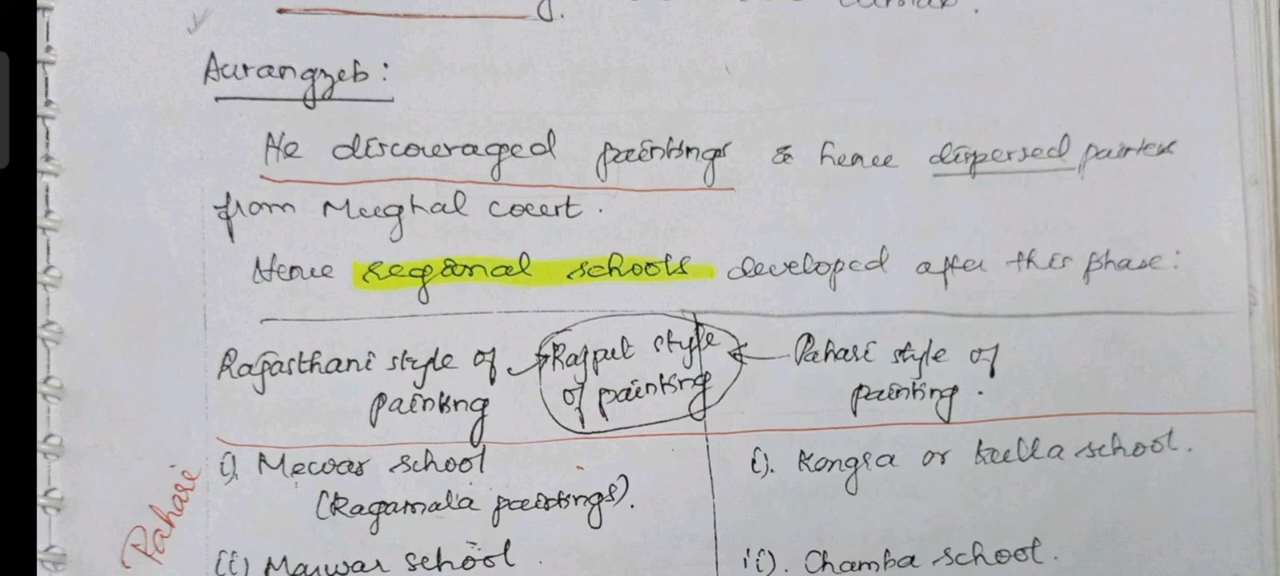 Aurangzeb:
He discouraged paintings & hence dispersed painters
from Mughal court.
Hence regional schools developed after this phase:
Rajasthani style of painting
Rajput style of painting
Pahari style of painting.
i). Mewar school
(Ragamala paintings).
ii) Marwar school.
i). Kangra or kulla school.
ii). Chamba school.
Pahari